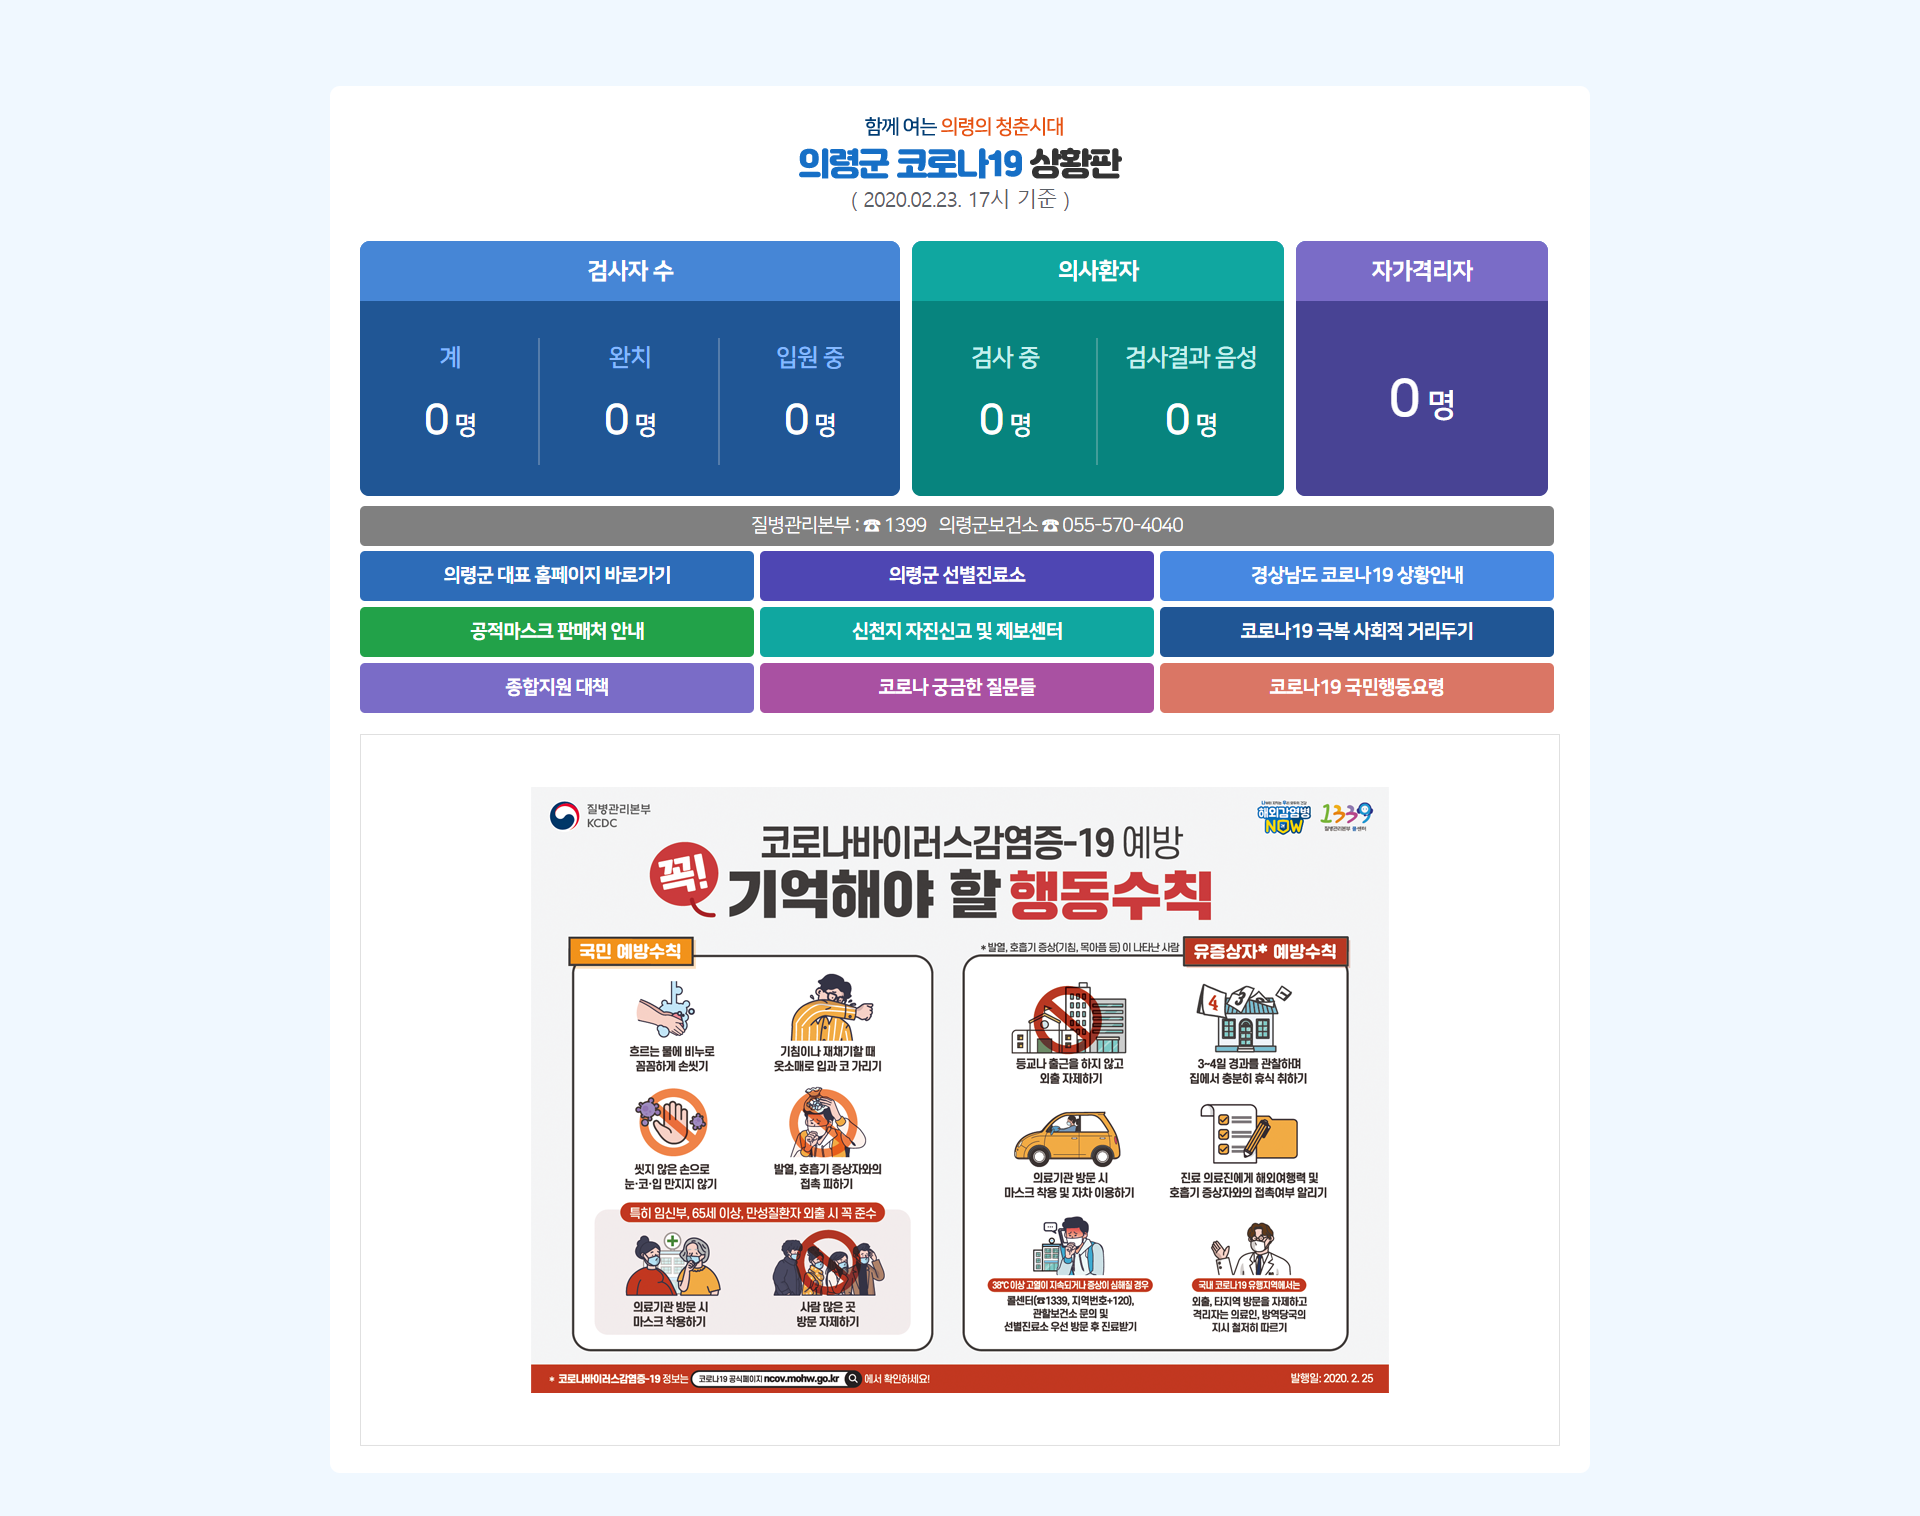 함께 여는 의령의 청춘시대
의령군 코로나19 상황판
( 2020.02.23. 17시 기준 )
검사자 수
계
0 명
완치
0 명
입원 중
0 명
의사환자
검사 중
0 명
검사결과 음성
0 명
자가격리자
0 명
질병관리본부 : ☎ 1399 의령군보건소 ☎ 055-570-4040
의령군 대표 홈페이지 바로가기
의령군 선별진료소
경상남도 코로나19 상황안내
공적마스크 판매처 안내
신천지 자진신고 및 제보센터
코로나19 극복 사회적 거리두기
종합지원 대책
코로나 궁금한 질문들
코로나19 국민행동요령
질병관리본부
KCDC
해외감염병
NOW
1339
질병관리본부 콜센터
코로나바이러스감염증-19 예방
꼭!
기억해야 할 행동수칙
국민 예방수칙
흐르는 물에 비누로
꼼꼼하게 손씻기
기침이나 재채기할 때
옷소매로 입과 코 가리기
씻지 않은 손으로
눈·코·입 만지지 않기
발열, 호흡기 증상자와의
접촉 피하기
특히 임신부, 65세 이상, 만성질환자 외출 시 꼭 준수
의료기관 방문 시
마스크 착용하기
사람 많은 곳
방문 자제하기
* 발열, 호흡기 증상(기침, 목아픔 등) 이 나타난 사람
유증상자* 예방수칙
등교나 출근을 하지 않고
외출 자제하기
4
3
3~4일 경과를 관찰하며
집에서 충분히 휴식 취하기
의료기관 방문 시
마스크 착용 및 자차 이용하기
진료 의료진에게 해외여행력 및
호흡기 증상자와의 접촉여부 알리기
38℃ 이상 고열이 지속되거나 증상이 심해질 경우
콜센터(☎1339, 지역번호+120),
관할보건소 문의 및
선별진료소 우선 방문 후 진료받기
국내 코로나19 유행지역에서는
외출, 타지역 방문을 자제하고
격리자는 의료인, 방역당국의
지시 철저히 따르기
* 코로나바이러스감염증-19 정보는 코로나19 공식페이지 ncov.mohw.go.kr 에서 확인하세요!
발행일: 2020. 2. 25